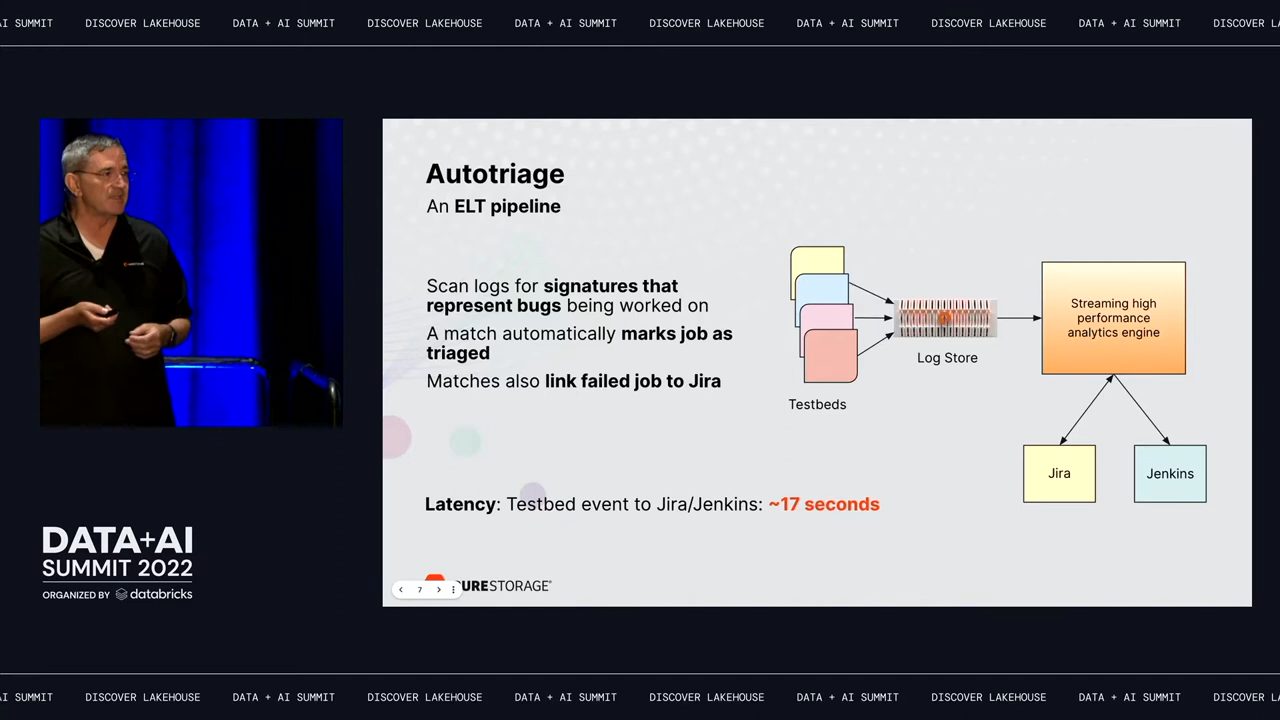 AI SUMMIT DISCOVER LAKEHOUSE DATA + AI SUMMIT DISCOVER LAKEHOUSE DATA + AI SUMMIT DISCOVER LAKEHOUSE DATA + AI SUMMIT DISCOVER LAKEHOUSE DATA + AI SUMMIT DISCOVER LA
Autotriage
An ELT pipeline
Scan logs for signatures that
represent bugs being worked on
A match automatically marks job as
triaged
Matches also link failed job to Jira
Testbeds
Log Store
Streaming high
performance
analytics engine
Jira
Jenkins
Latency: Testbed event to Jira/Jenkins: ~17 seconds
7
URESTORAGE®
DATA+AI
SUMMIT 2022
ORGANIZED BY databricks
AI SUMMIT DISCOVER LAKEHOUSE DATA + AI SUMMIT DISCOVER LAKEHOUSE DATA + AI SUMMIT DISCOVER LAKEHOUSE DATA + AI SUMMIT DISCOVER LAKEHOUSE DATA + AI SUMMIT DISCOVER LA